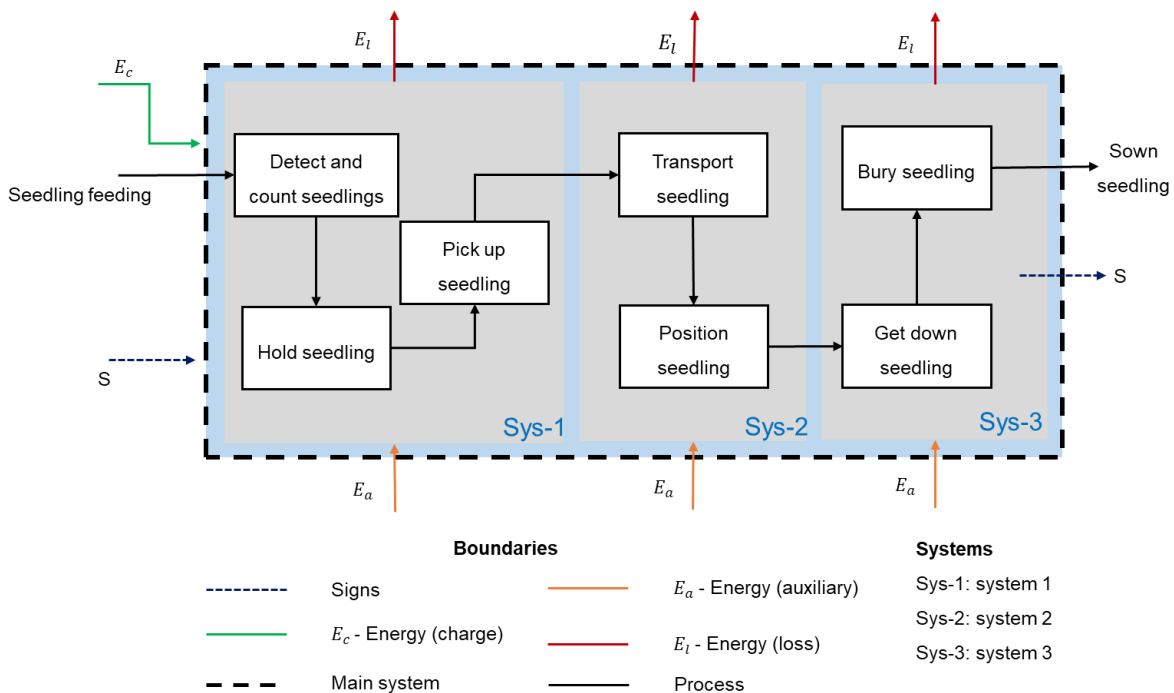 E_l
E_l
E_l
E_c
Detect and
count seedlings
Transport
seedling
Bury seedling
Sown
seedling
Seedling feeding
Pick up
seedling
S
Hold seedling
Position
seedling
Get down
seedling
S
Sys-1
Sys-2
Sys-3
E_a
E_a
E_a
Boundaries
Systems
Signs
E_a - Energy (auxiliary)
Sys-1: system 1
Sys-2: system 2
E_c - Energy (charge)
E_l - Energy (loss)
Sys-3: system 3
Main system
Process